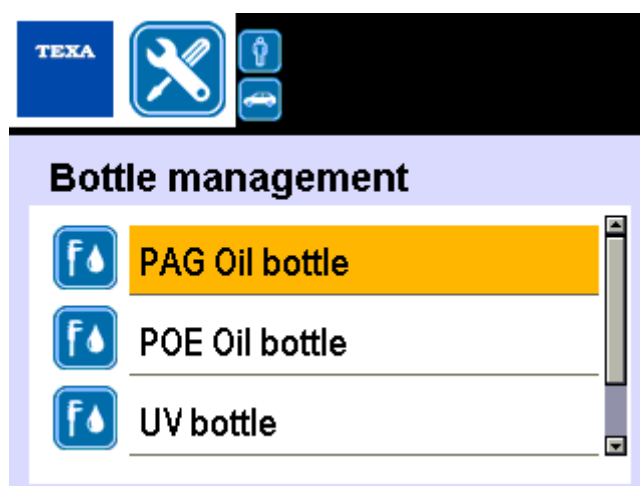 TEXA
Bottle management
PAG Oil bottle
POE Oil bottle
UV bottle